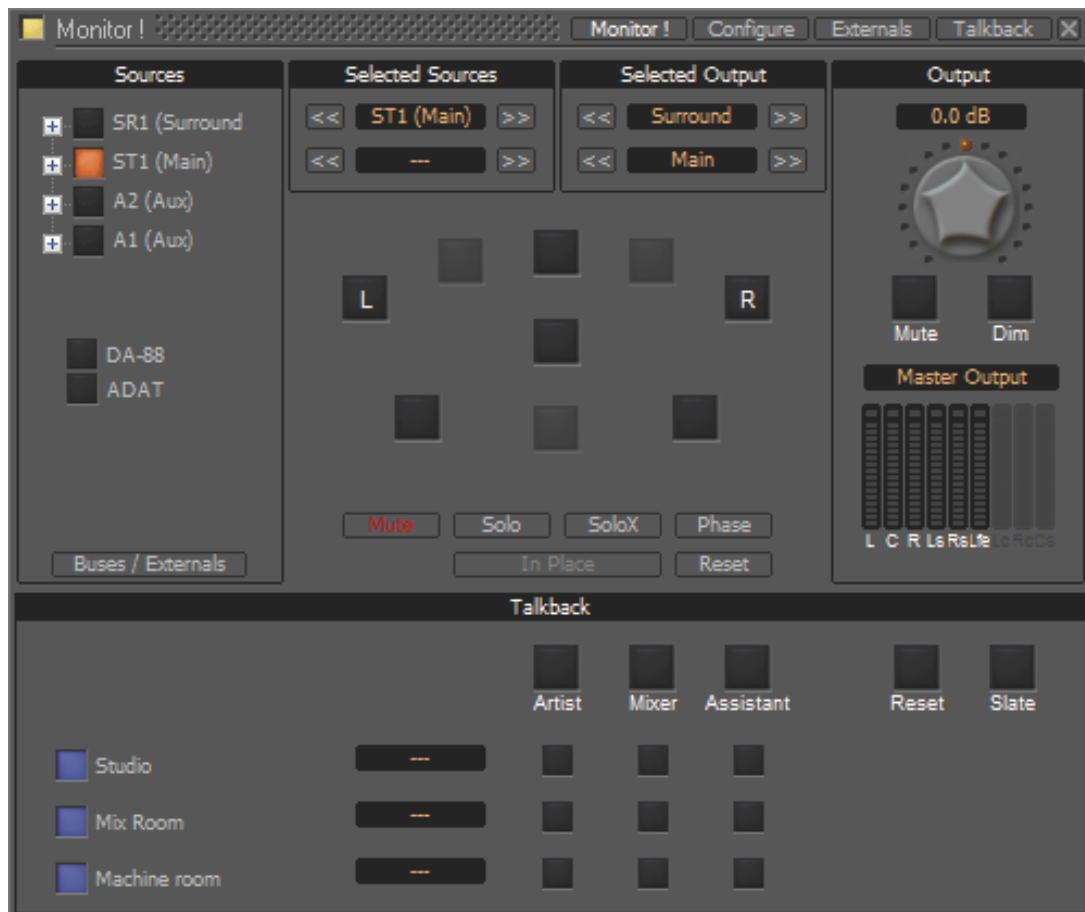 Monitor ! Monitor ! Configure Externals Talkback
Sources Selected Sources Selected Output Output
SR1 (Surround << ST1 (Main) >> << Surround >> 0.0 dB
ST1 (Main) << --- >> << Main >>
A2 (Aux)
A1 (Aux)
L R
Mute Dim
DA-88
ADAT
Master Output
Mute Solo SoloX Phase
L C R Ls Rs Lfe Lc Rc Cs
Buses / Externals In Place Reset
Talkback
Artist Mixer Assistant Reset Slate
Studio ---
Mix Room ---
Machine room ---